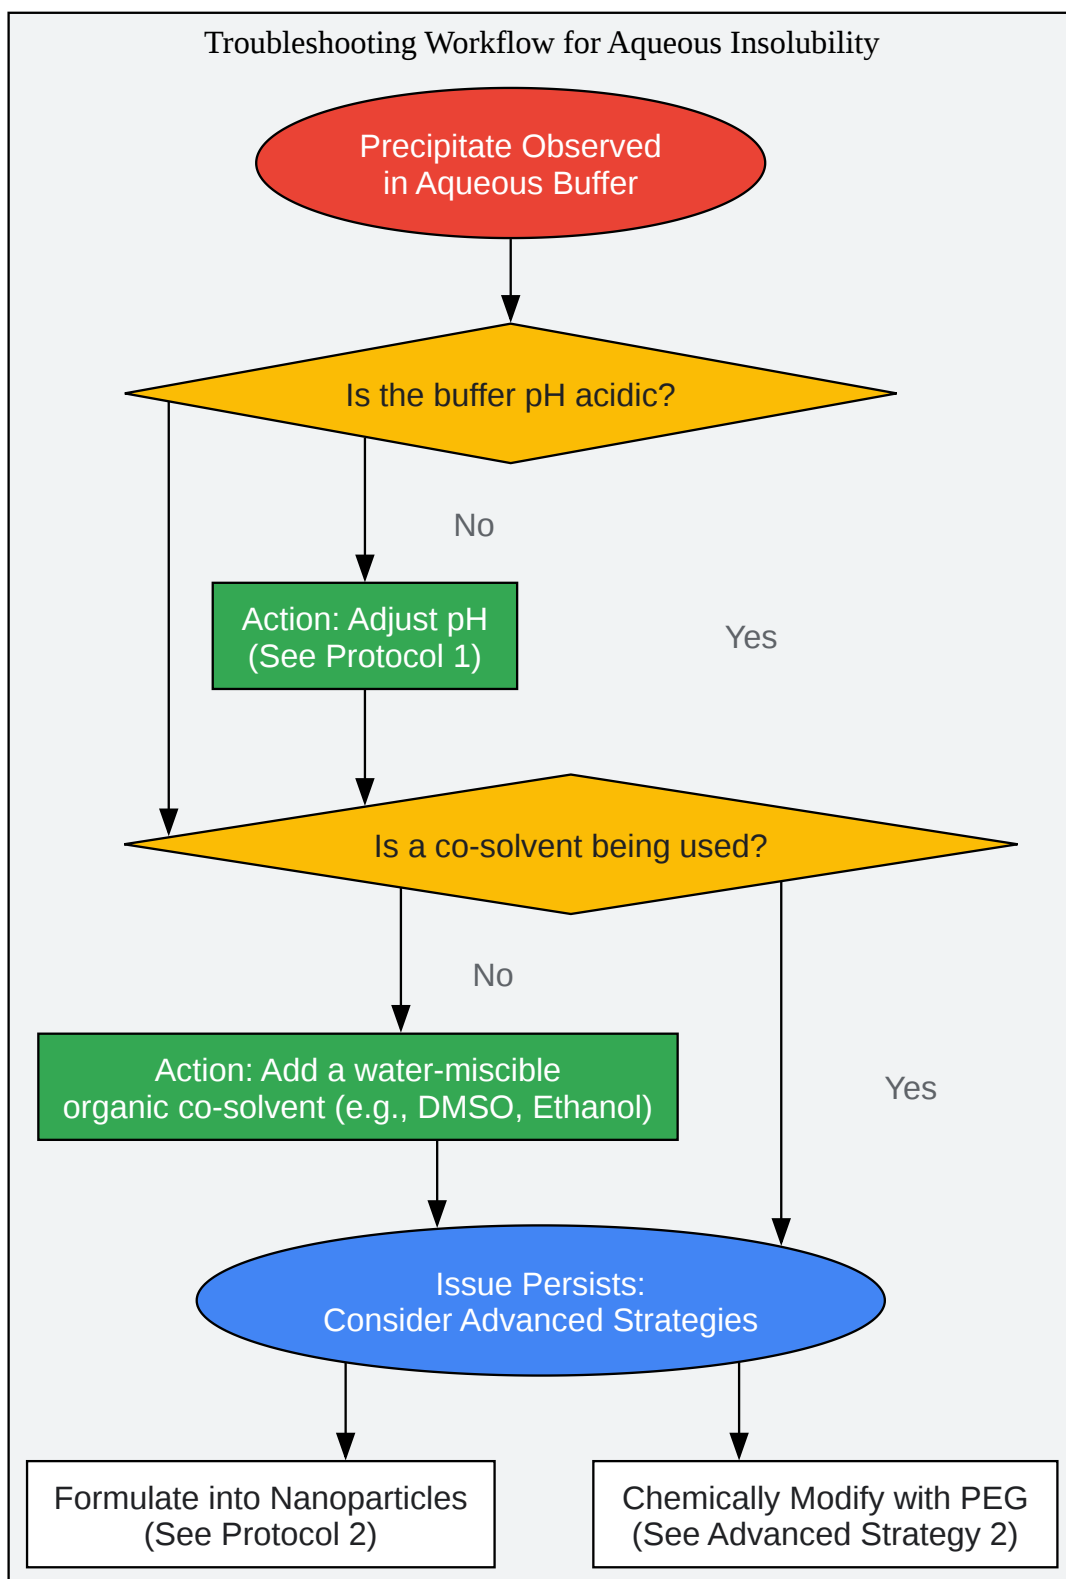 Troubleshooting Workflow for Aqueous Insolubility
Precipitate Observed
in Aqueous Buffer
Is the buffer pH acidic?
No
Action: Adjust pH
(See Protocol 1)
Yes
Is a co-solvent being used?
No
Action: Add a water-miscible
organic co-solvent (e.g., DMSO, Ethanol)
Yes
Issue Persists:
Consider Advanced Strategies
Formulate into Nanoparticles
(See Protocol 2)
Chemically Modify with PEG
(See Advanced Strategy 2)